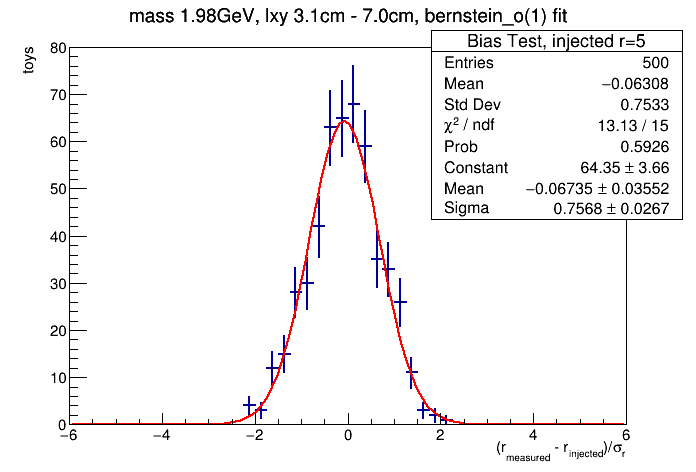 mass 1.98GeV, lxy 3.1cm - 7.0cm, bernstein_o(1) fit
Bias Test, injected r=5
Entries 500
Mean −0.06308
Std Dev 0.7533
χ² / ndf 13.13 / 15
Prob 0.5926
Constant 64.35 ± 3.66
Mean −0.06735 ± 0.03552
Sigma 0.7568 ± 0.0267
toys
80
70
60
50
40
30
20
10
0
−6 −4 −2 0 2 4 6
(r_measured - r_injected)/σ_r